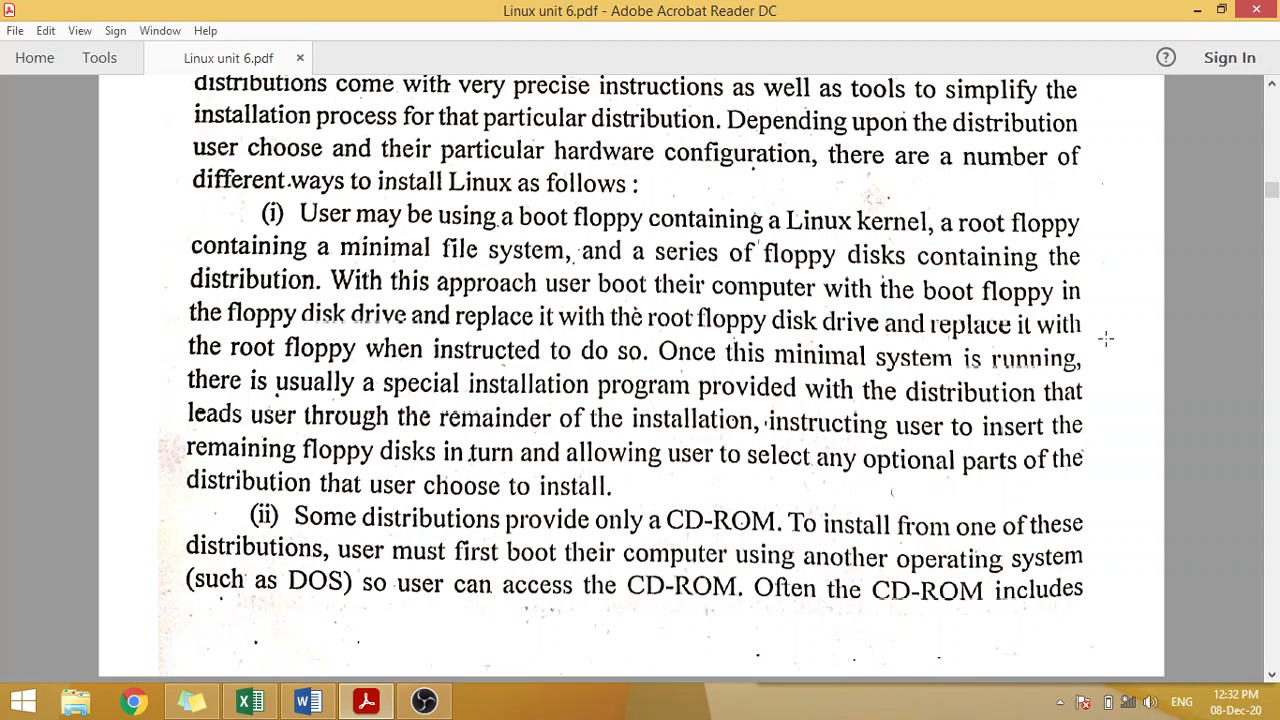 Linux unit 6.pdf - Adobe Acrobat Reader DC
File Edit View Sign Window Help
Home Tools Linux unit 6.pdf × Sign In
distributions come with very precise instructions as well as tools to simplify the
installation process for that particular distribution. Depending upon the distribution
user choose and their particular hardware configuration, there are a number of
different ways to install Linux as follows :
(i) User may be using a boot floppy containing a Linux kernel, a root floppy
containing a minimal file system, and a series of floppy disks containing the
distribution. With this approach user boot their computer with the boot floppy in
the floppy disk drive and replace it with the root floppy disk drive and replace it with
the root floppy when instructed to do so. Once this minimal system is running,
there is usually a special installation program provided with the distribution that
leads user through the remainder of the installation, instructing user to insert the
remaining floppy disks in turn and allowing user to select any optional parts of the
distribution that user choose to install.
(ii) Some distributions provide only a CD-ROM. To install from one of these
distributions, user must first boot their computer using another operating system
(such as DOS) so user can access the CD-ROM. Often the CD-ROM includes
ENG 12:32 PM
08-Dec-20